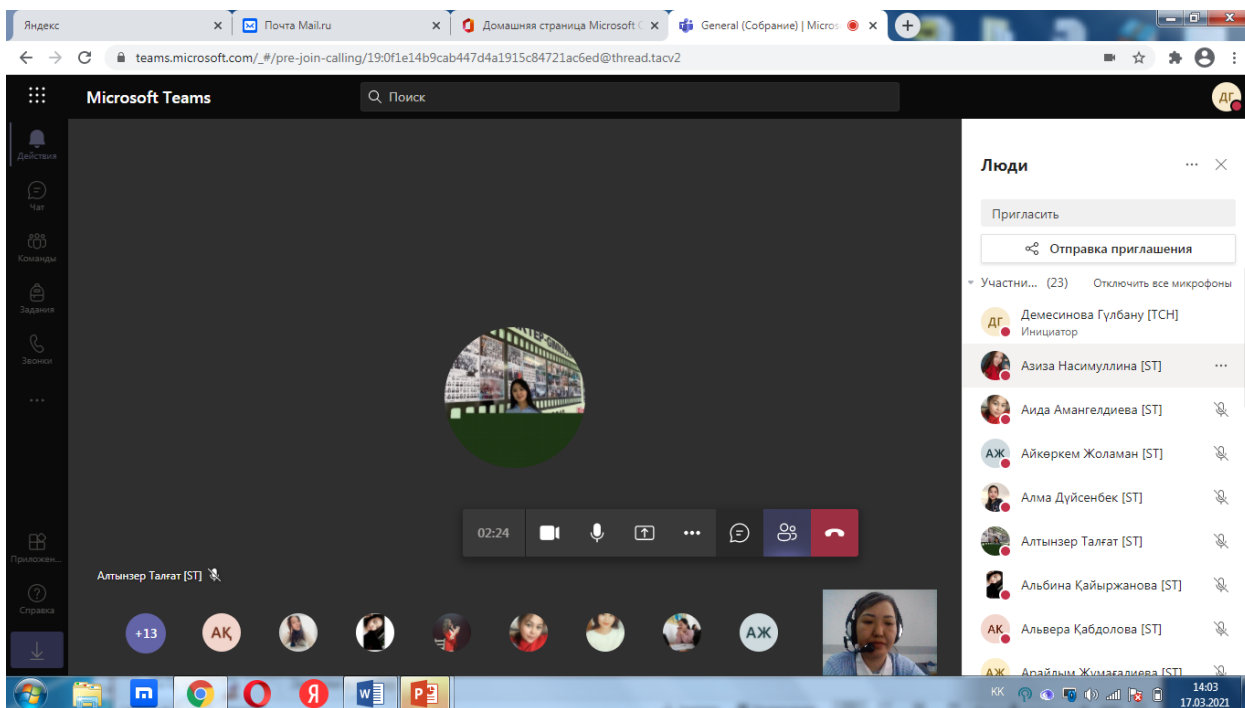 Яндекс
Почта Mail.ru
Домашняя страница Microsoft
General (Собрание) | Micros
teams.microsoft.com/_#/pre-join-calling/19:0f1e14b9cab447d4a1915c84721ac6ed@thread.tacv2
Microsoft Teams
Поиск
ДГ
Действия
Чат
Команды
Задания
Звонки
Приложен...
Справка
02:24
Алтынзер Талғат [ST]
+13
АҚ
АЖ
Люди
Пригласить
Отправка приглашения
Участни... (23) Отключить все микрофоны
ДГ Демесинова Гүлбану [TCH]
Инициатор
Азиза Насимуллина [ST]
Аида Амангелдиева [ST]
АЖ Айкөркем Жоламан [ST]
Алма Дүйсенбек [ST]
Алтынзер Талғат [ST]
Альбина Қайыржанова [ST]
АҚ Альвера Қабдолова [ST]
АЖ Арайлым Жумагалиева [ST]
KK
14:03
17.03.2021